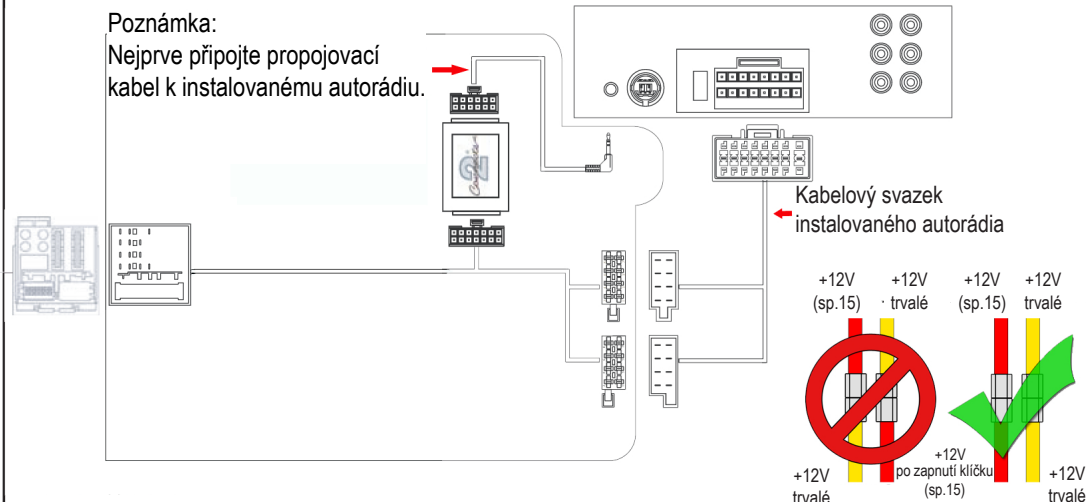 Poznámka:
Nejprve připojte propojovací
kabel k instalovanému autorádiu.
2
Kabelový svazek
instalovaného autorádia
+12V
(sp.15)
+12V
trvalé
+12V
(sp.15)
+12V
trvalé
+12V
trvalé
+12V
po zapnutí klíčku
(sp.15)
+12V
trvalé